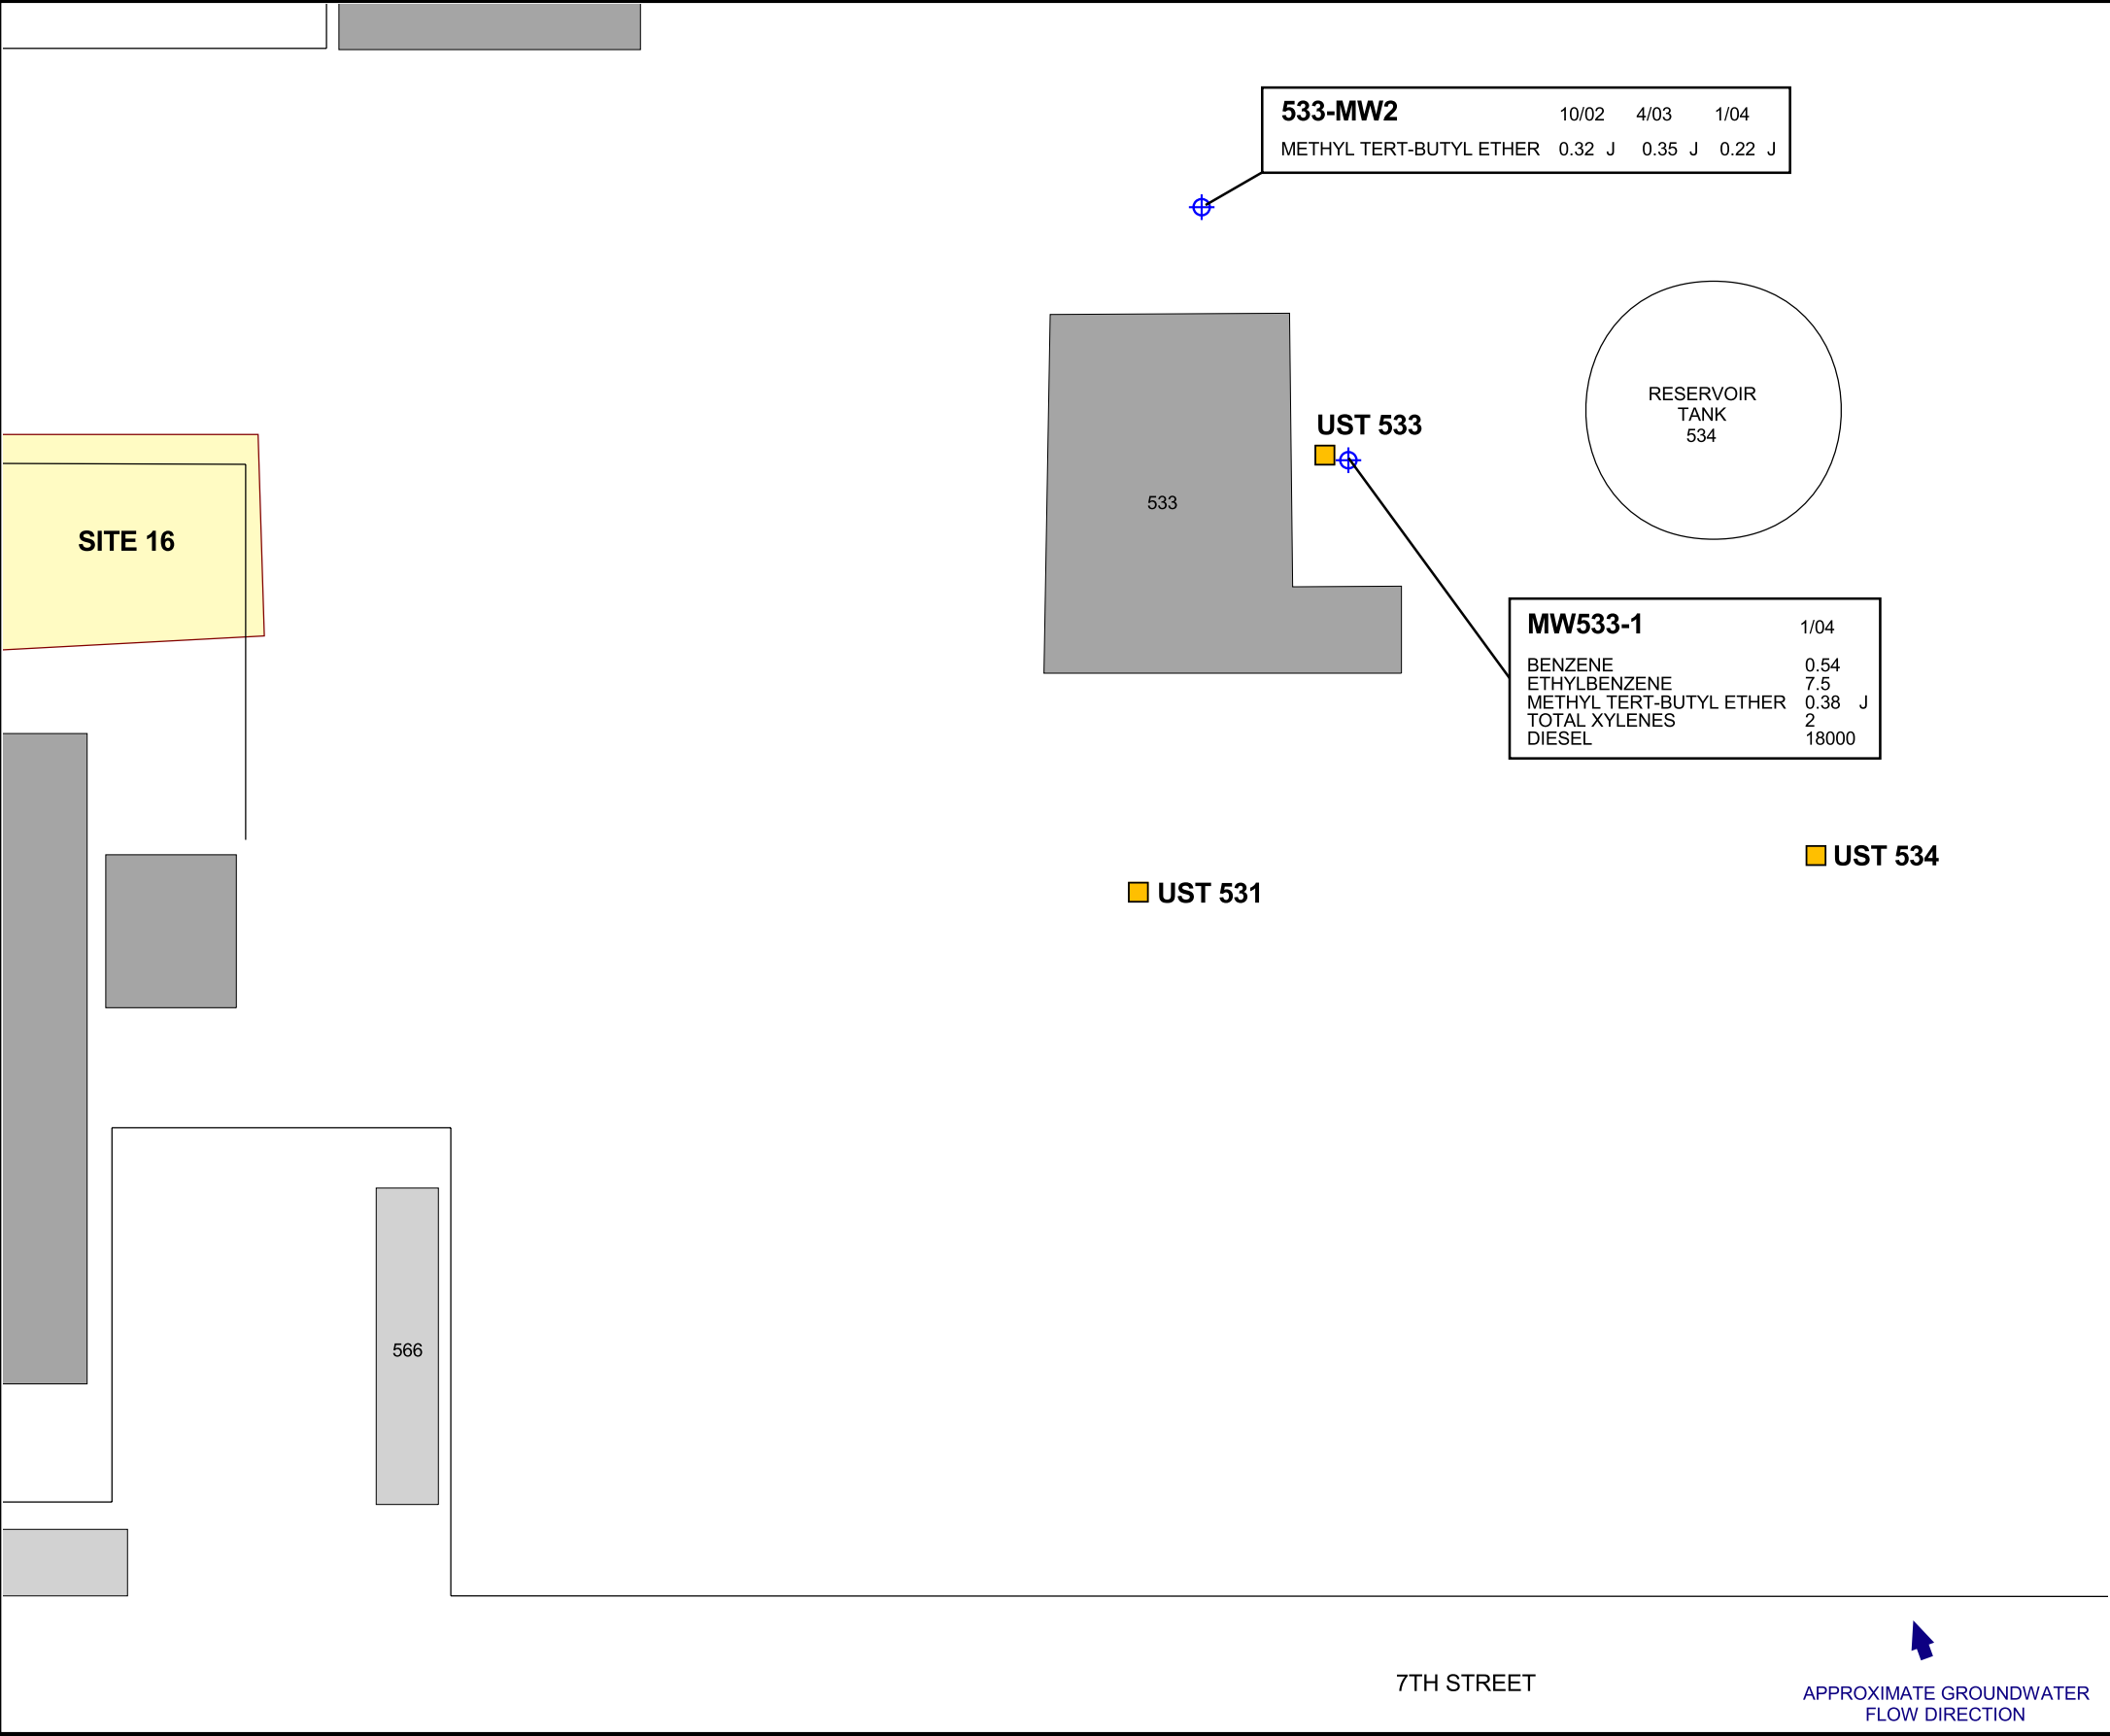 533-MW2 10/02 4/03 1/04
METHYL TERT-BUTYL ETHER 0.32 J 0.35 J 0.22 J
RESERVOIR
TANK
534
UST 533
533
SITE 16
MW533-1 1/04
BENZENE 0.54
ETHYLBENZENE 7.5
METHYL TERT-BUTYL ETHER 0.38 J
TOTAL XYLENES 2
DIESEL 18000
UST 534
UST 531
566
7TH STREET
APPROXIMATE GROUNDWATER
FLOW DIRECTION